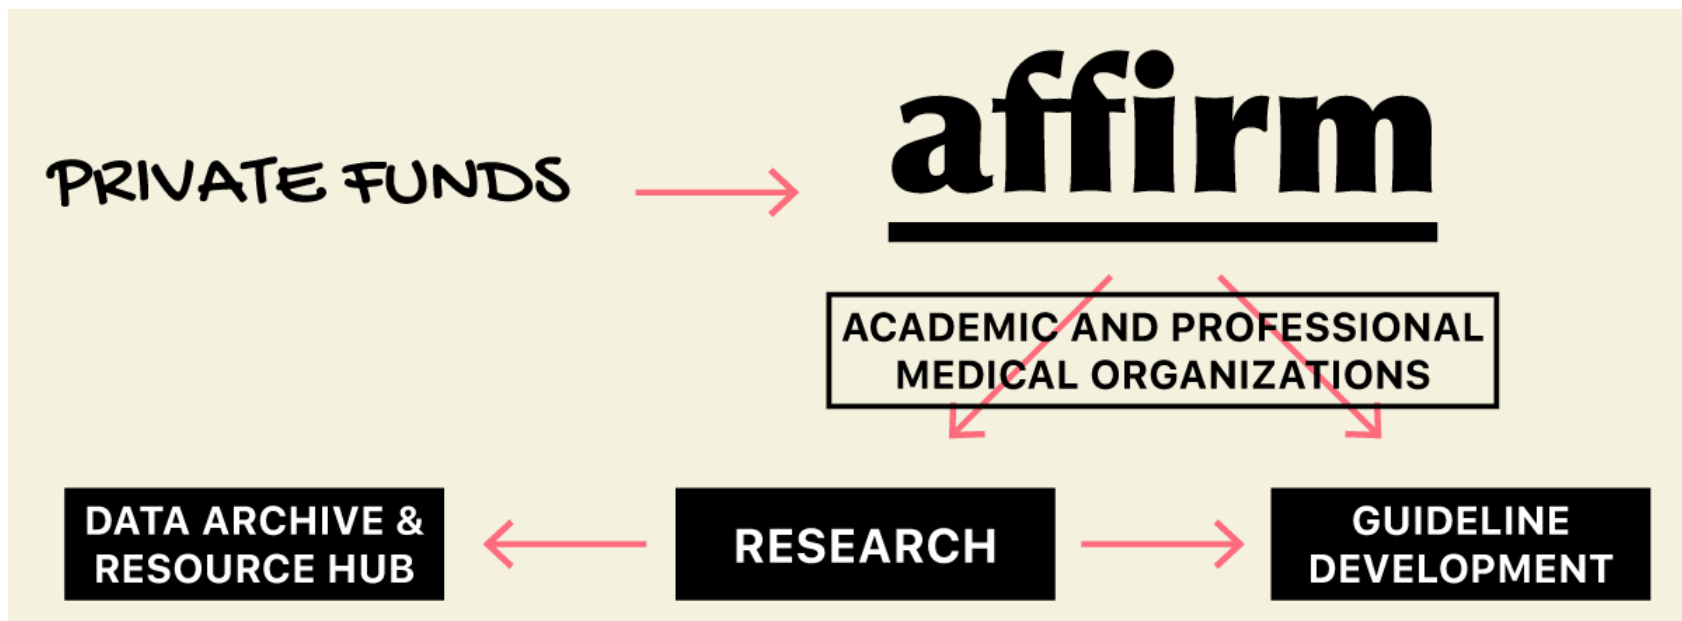 affirm
PRIVATE FUNDS
ACADEMIC AND PROFESSIONAL
MEDICAL ORGANIZATIONS
DATA ARCHIVE &
RESOURCE HUB
RESEARCH
GUIDELINE
DEVELOPMENT